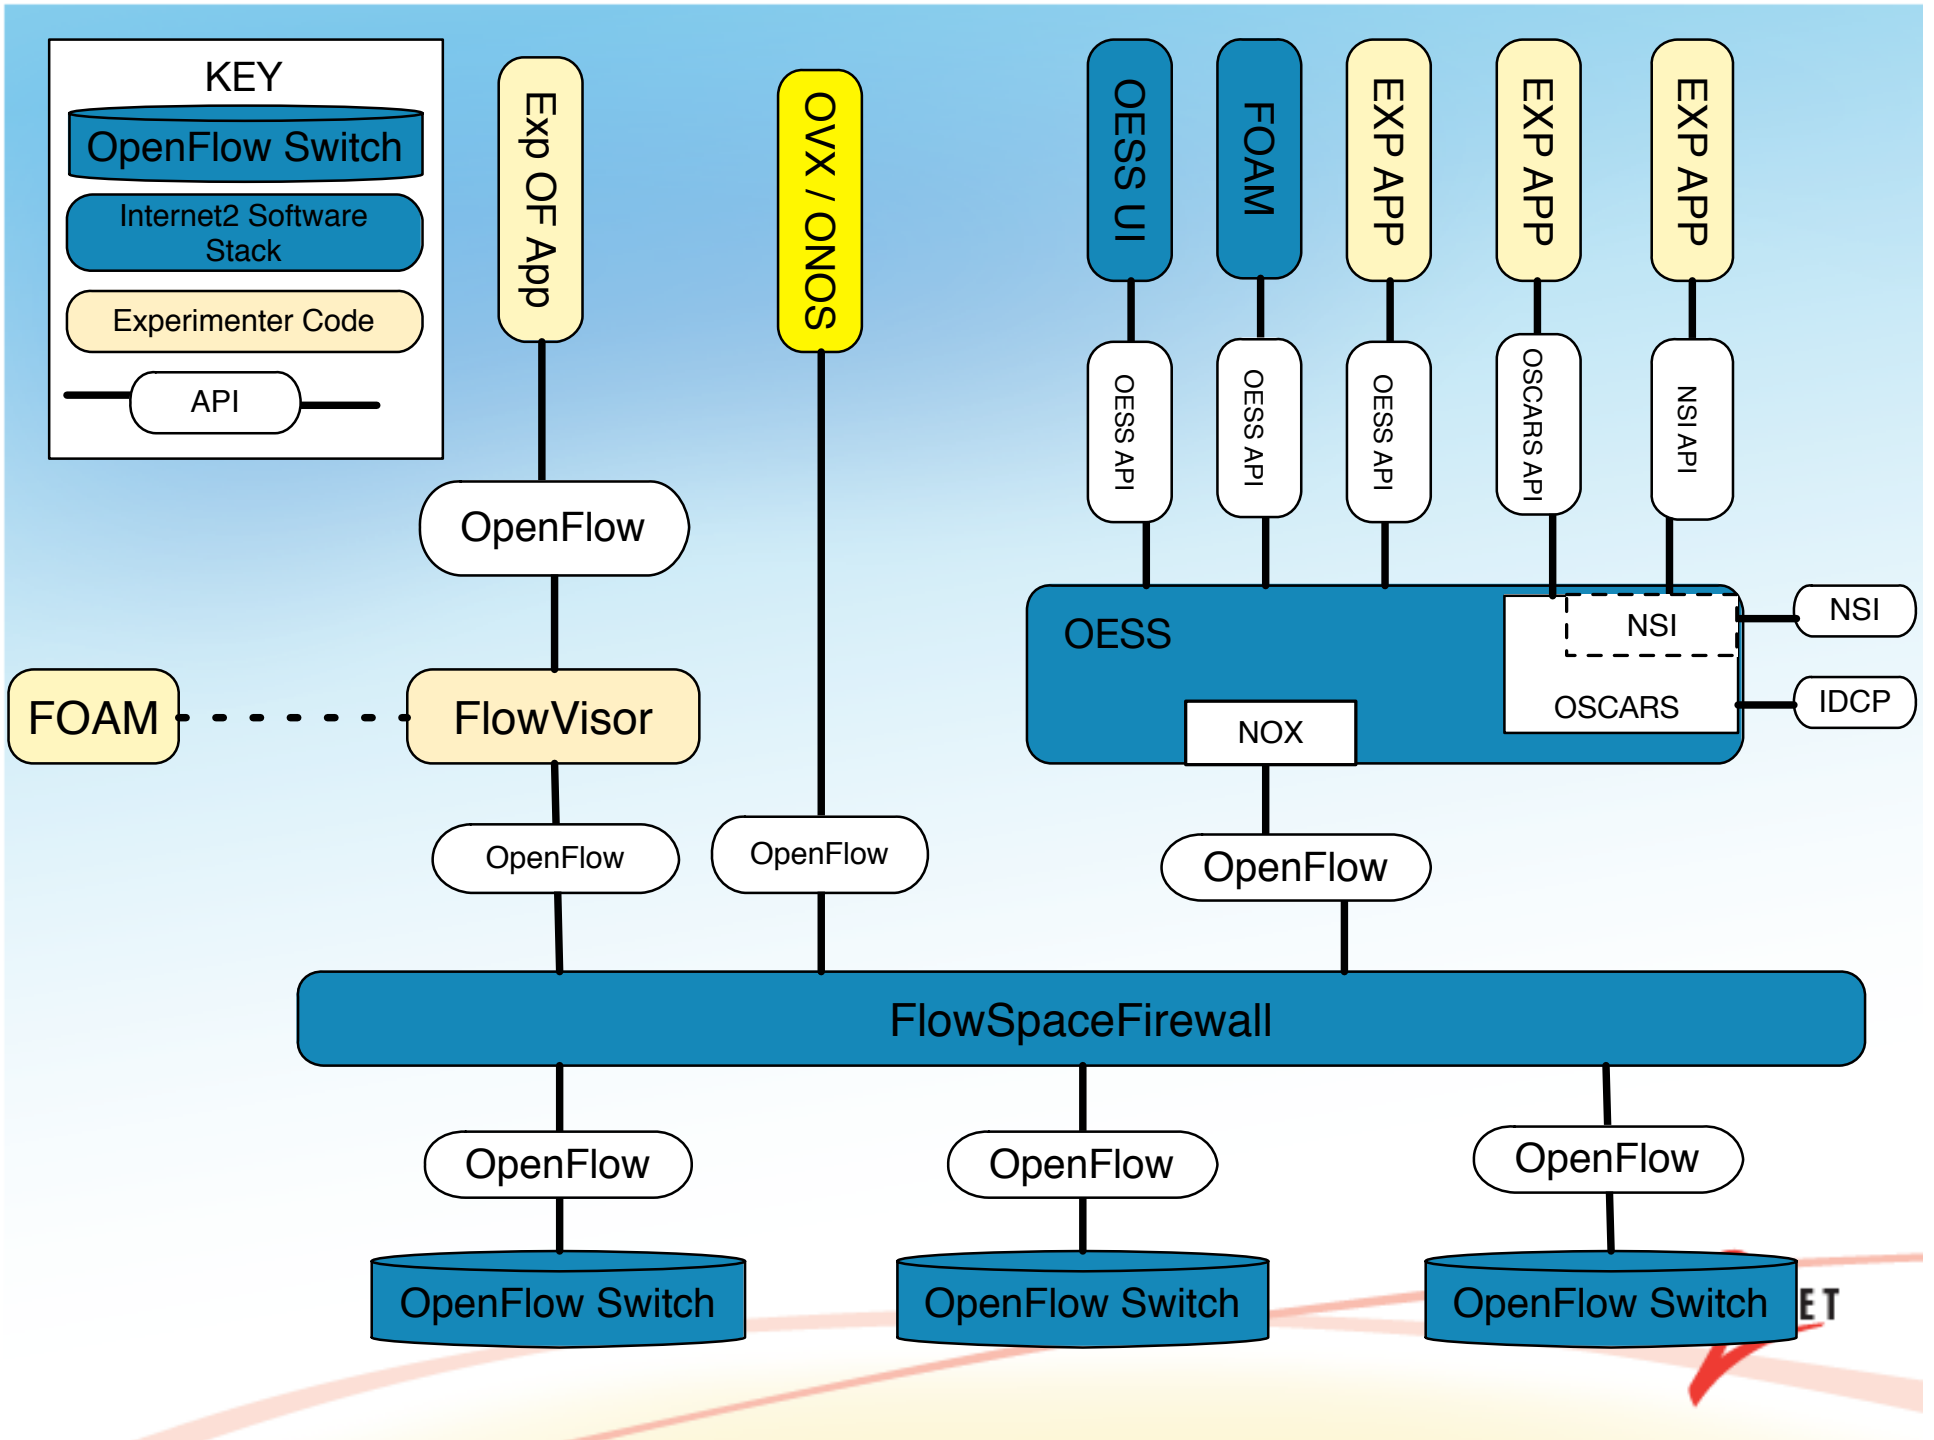 KEY
OpenFlow Switch
Internet2 Software
Stack
Experimenter Code
API
Exp OF App
OVX / ONOS
OESS UI
FOAM
EXP APP
EXP APP
EXP APP
OESS API
OESS API
OESS API
OSCARS API
NSI API
OpenFlow
OESS
NSI
NSI
OSCARS
IDCP
NOX
FOAM
FlowVisor
OpenFlow
OpenFlow
OpenFlow
FlowSpaceFirewall
OpenFlow
OpenFlow
OpenFlow
OpenFlow Switch
OpenFlow Switch
OpenFlow Switch
ET